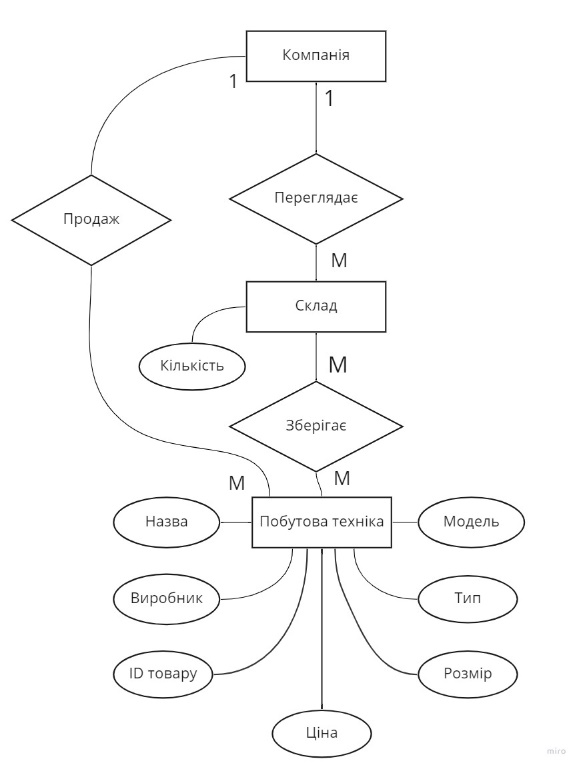 Компанія
1
1
Продаж
Переглядає
М
Склад
Кількість
М
Зберігає
М
М
Назва
Побутова техніка
Модель
Виробник
Тип
ID товару
Розмір
Ціна
miro